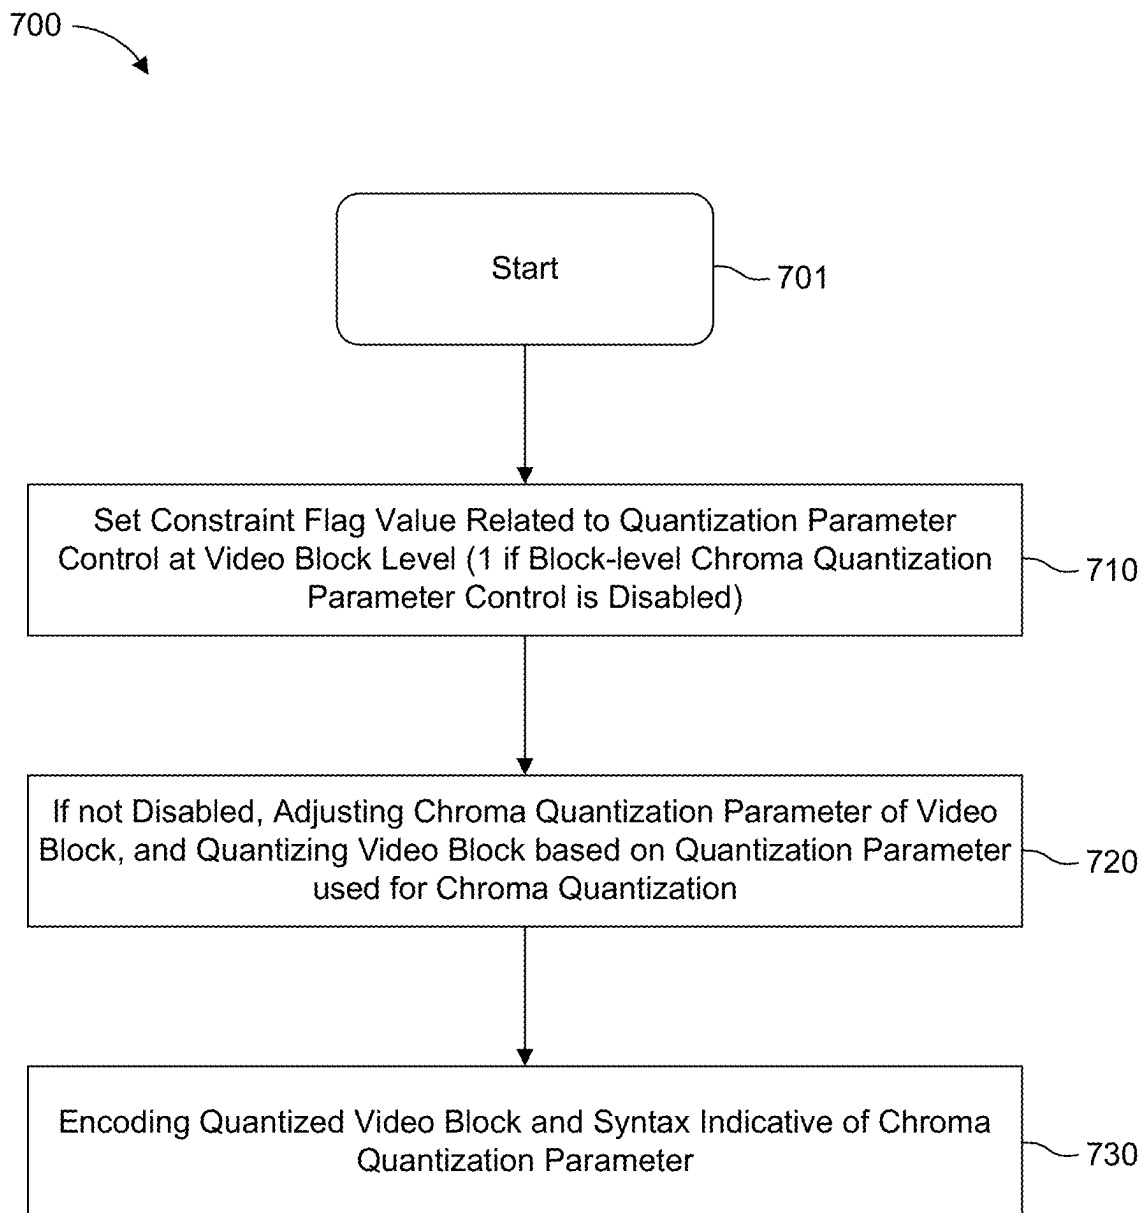 700
Start
701
Set Constraint Flag Value Related to Quantization Parameter
Control at Video Block Level (1 if Block-level Chroma Quantization
Parameter Control is Disabled)
710
If not Disabled, Adjusting Chroma Quantization Parameter of Video
Block, and Quantizing Video Block based on Quantization Parameter
used for Chroma Quantization
720
Encoding Quantized Video Block and Syntax Indicative of Chroma
Quantization Parameter
730